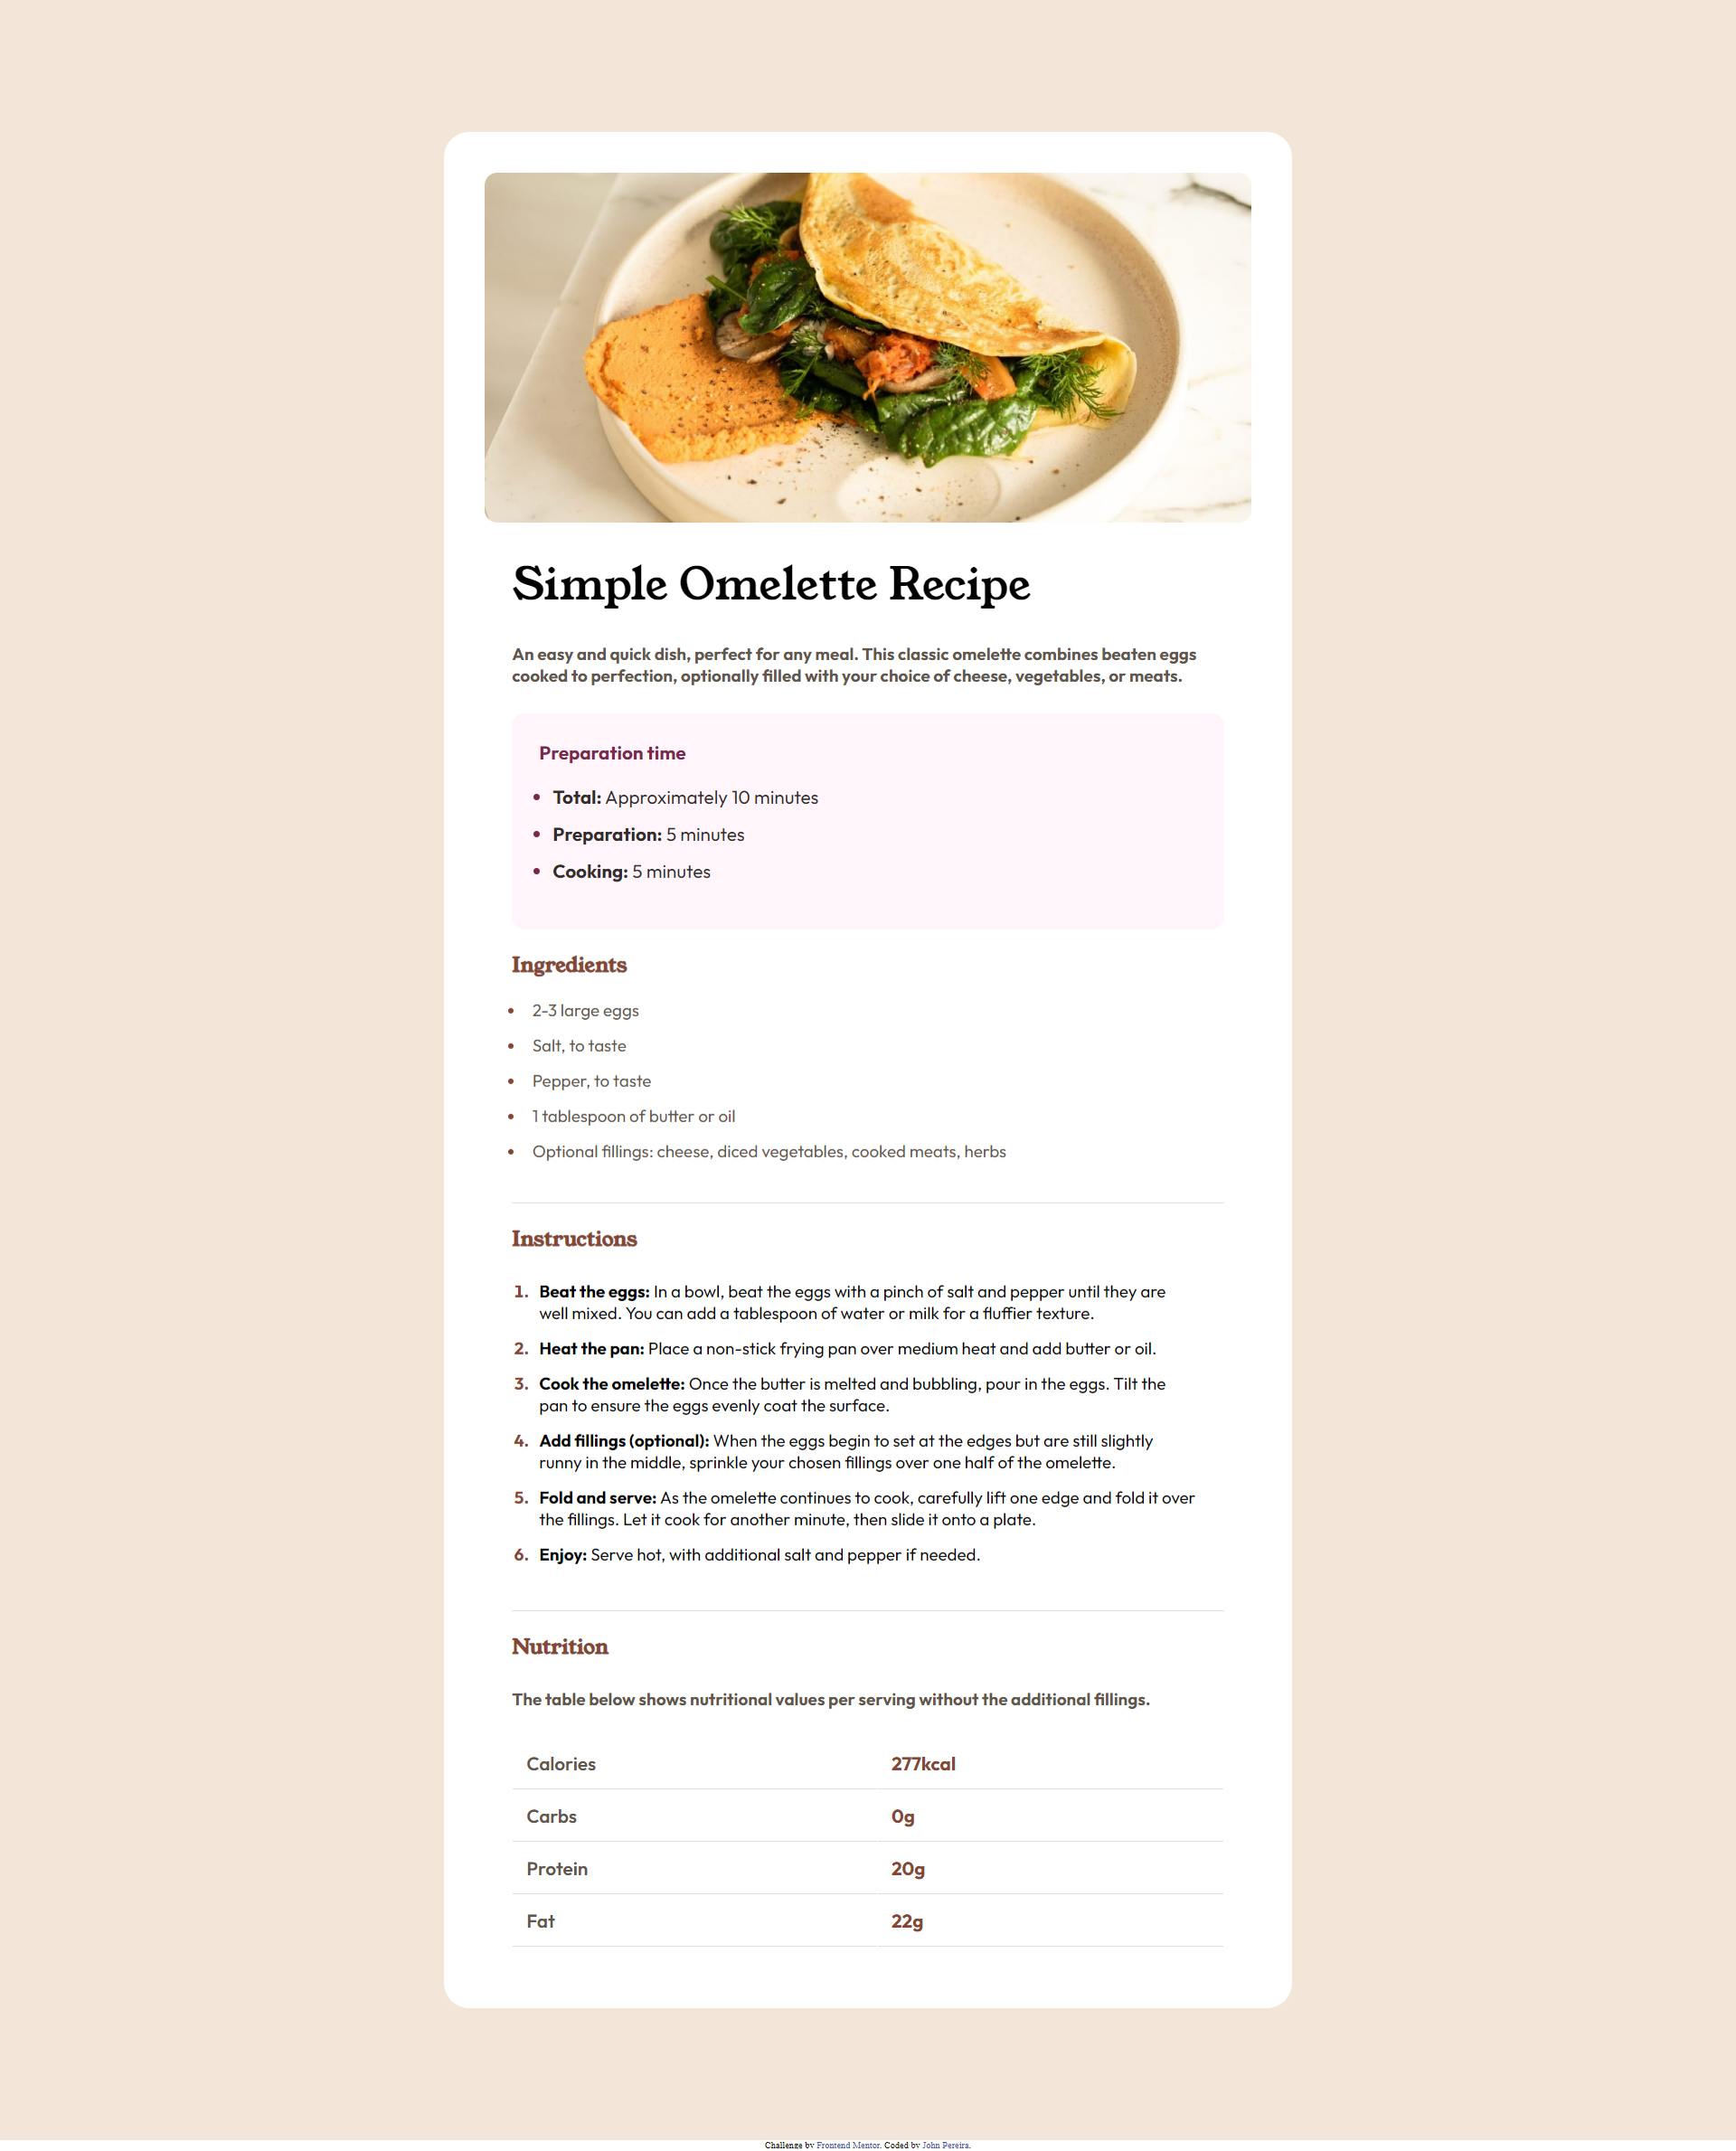 Simple Omelette Recipe
An easy and quick dish, perfect for any meal. This classic omelette combines beaten eggs
cooked to perfection, optionally filled with your choice of cheese, vegetables, or meats.
Preparation time
• Total: Approximately 10 minutes
• Preparation: 5 minutes
• Cooking: 5 minutes
Ingredients
• 2-3 large eggs
• Salt, to taste
• Pepper, to taste
• 1 tablespoon of butter or oil
• Optional fillings: cheese, diced vegetables, cooked meats, herbs
Instructions
1. Beat the eggs: In a bowl, beat the eggs with a pinch of salt and pepper until they are
well mixed. You can add a tablespoon of water or milk for a fluffier texture.
2. Heat the pan: Place a non-stick frying pan over medium heat and add butter or oil.
3. Cook the omelette: Once the butter is melted and bubbling, pour in the eggs. Tilt the
pan to ensure the eggs evenly coat the surface.
4. Add fillings (optional): When the eggs begin to set at the edges but are still slightly
runny in the middle, sprinkle your chosen fillings over one half of the omelette.
5. Fold and serve: As the omelette continues to cook, carefully lift one edge and fold it over
the fillings. Let it cook for another minute, then slide it onto a plate.
6. Enjoy: Serve hot, with additional salt and pepper if needed.
Nutrition
The table below shows nutritional values per serving without the additional fillings.
Calories 277kcal
Carbs 0g
Protein 20g
Fat 22g
Challenge by Frontend Mentor. Coded by John Pereira.